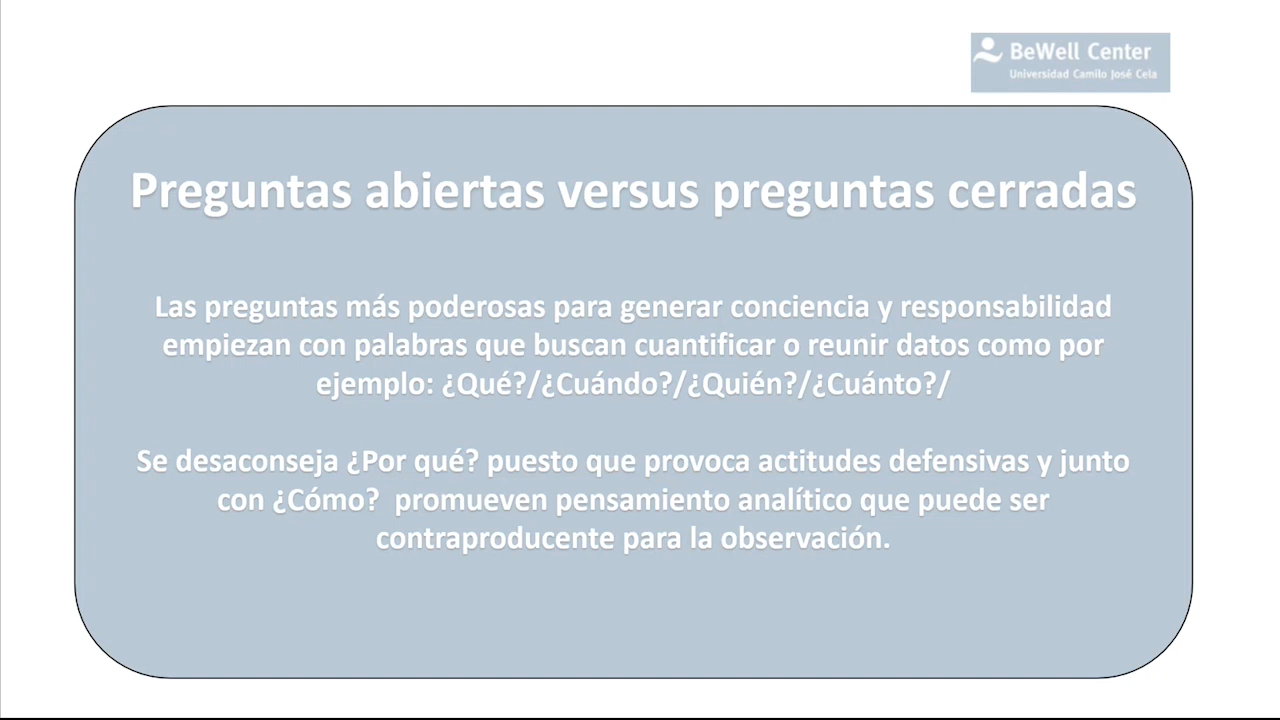 BeWell Center
Universidad Camilo José Cela
Preguntas abiertas versus preguntas cerradas
Las preguntas más poderosas para generar conciencia y responsabilidad
empiezan con palabras que buscan cuantificar o reunir datos como por
ejemplo: ¿Qué?/¿Cuándo?/¿Quién?/¿Cuánto?/
Se desaconseja ¿Por qué? puesto que provoca actitudes defensivas y junto
con ¿Cómo?  promueven pensamiento analítico que puede ser
contraproducente para la observación.